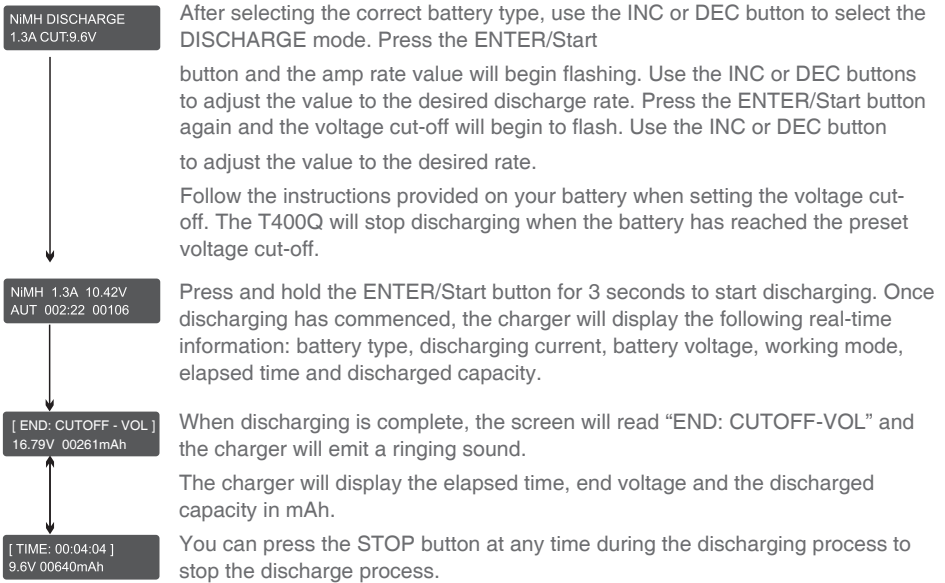 NiMH DISCHARGE
1.3A CUT:9.6V
After selecting the correct battery type, use the INC or DEC button to select the
DISCHARGE mode. Press the ENTER/Start
button and the amp rate value will begin flashing. Use the INC or DEC buttons
to adjust the value to the desired discharge rate. Press the ENTER/Start button
again and the voltage cut-off will begin to flash. Use the INC or DEC button
to adjust the value to the desired rate.
Follow the instructions provided on your battery when setting the voltage cut-
off. The T400Q will stop discharging when the battery has reached the preset
voltage cut-off.
NiMH 1.3A 10.42V
AUT 002:22 00106
Press and hold the ENTER/Start button for 3 seconds to start discharging. Once
discharging has commenced, the charger will display the following real-time
information: battery type, discharging current, battery voltage, working mode,
elapsed time and discharged capacity.
[ END: CUTOFF - VOL ]
16.79V 00261mAh
When discharging is complete, the screen will read “END: CUTOFF-VOL” and
the charger will emit a ringing sound.
The charger will display the elapsed time, end voltage and the discharged
capacity in mAh.
[ TIME: 00:04:04 ]
9.6V 00640mAh
You can press the STOP button at any time during the discharging process to
stop the discharge process.